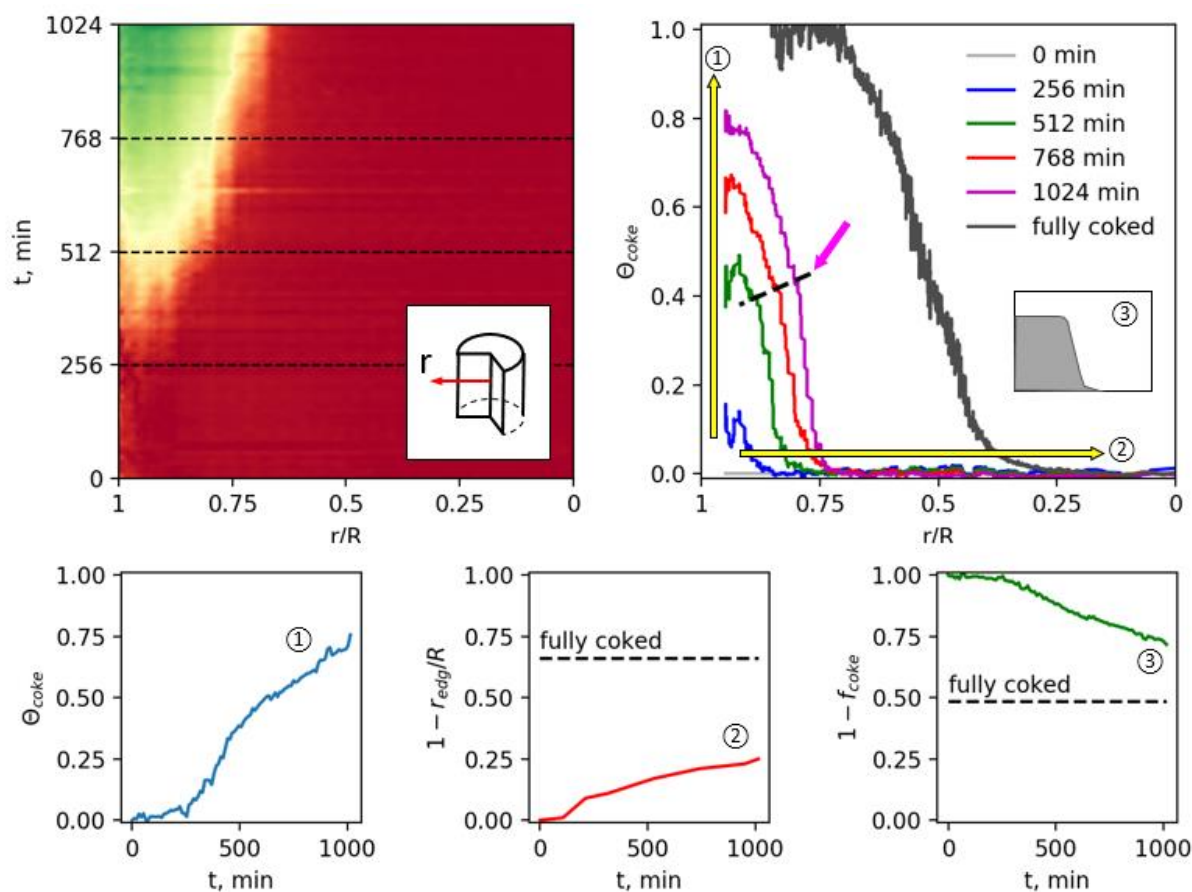 1024
768
512
256
0
t, min
1
0.75
0.5
0.25
0
r/R
r
1.0
0.8
0.6
0.4
0.2
0.0
Θcoke
1
0.75
0.5
0.25
0
r/R
①
②
③
0 min
256 min
512 min
768 min
1024 min
fully coked
1.00
0.75
0.50
0.25
0.00
Θcoke
①
0
500
1000
t, min
1.00
0.75
0.50
0.25
0.00
1 − redg/R
fully coked
②
0
500
1000
t, min
1.00
0.75
0.50
0.25
0.00
1 − fcoke
fully coked
③
0
500
1000
t, min